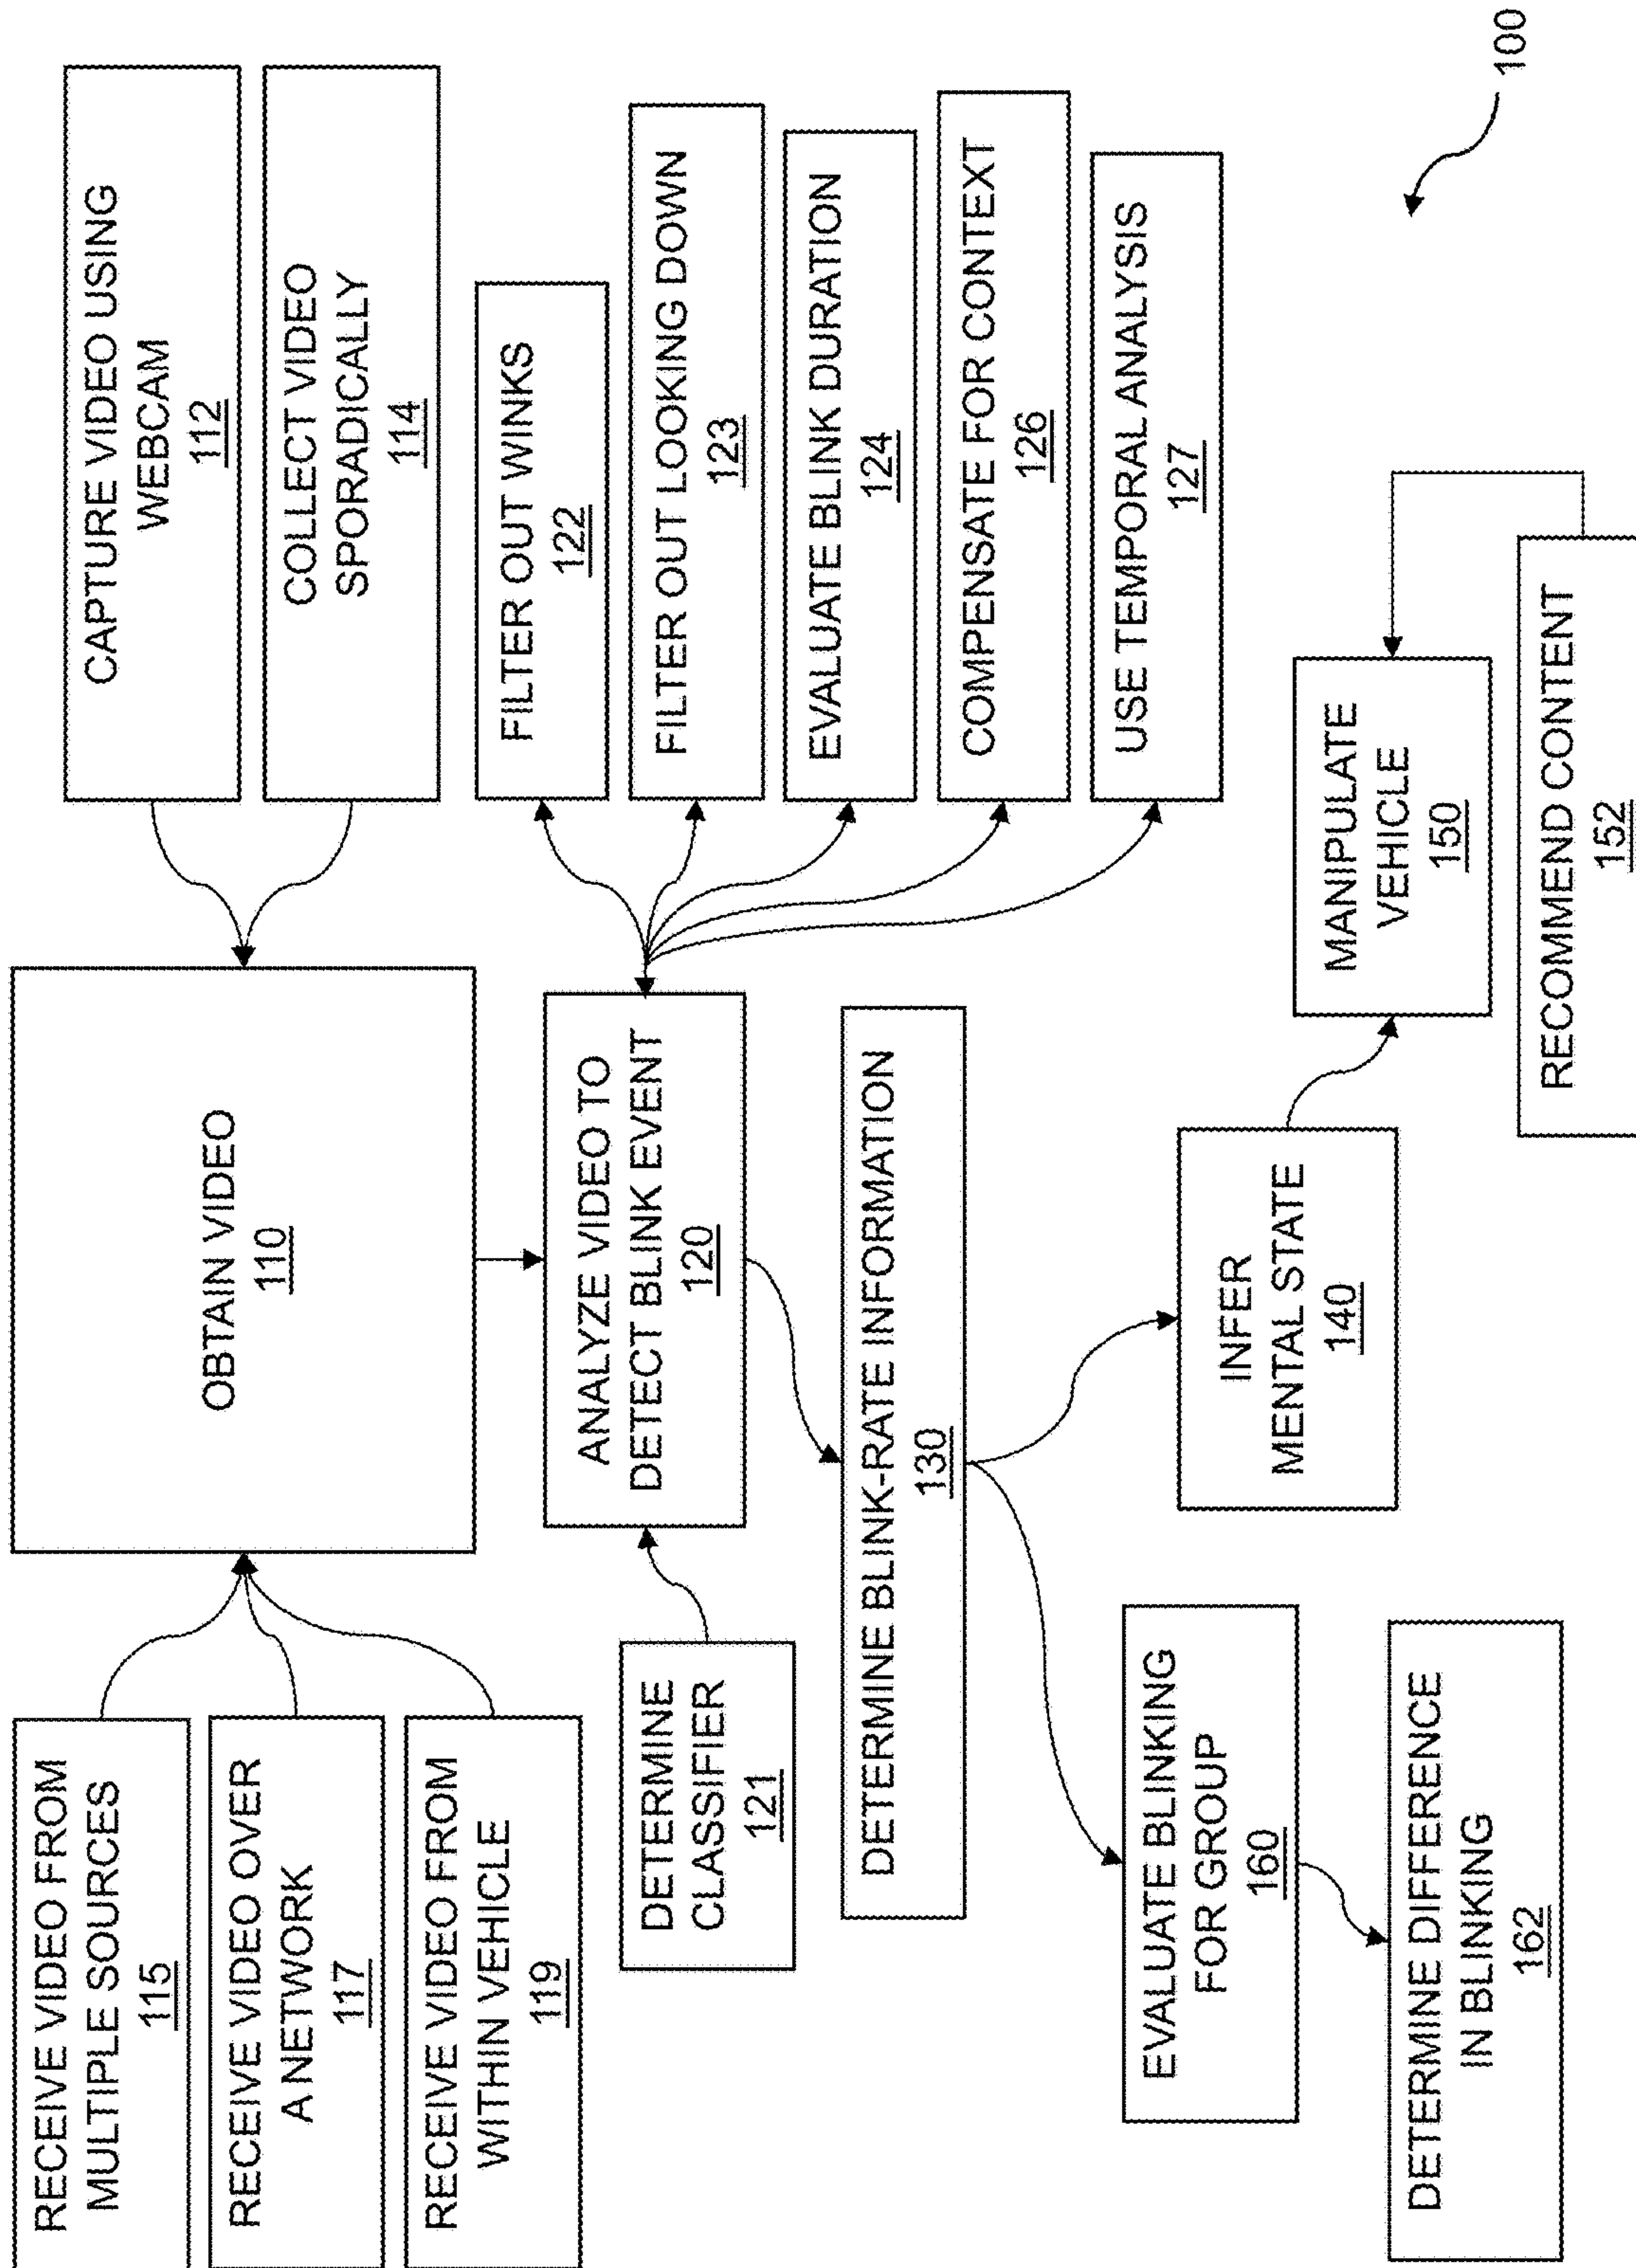 RECEIVE VIDEO FROM
MULTIPLE SOURCES
115
RECEIVE VIDEO OVER
A NETWORK
117
RECEIVE VIDEO FROM
WITHIN VEHICLE
119
OBTAIN VIDEO
110
CAPTURE VIDEO USING
WEBCAM
112
COLLECT VIDEO
SPORADICALLY
114
DETERMINE
CLASSIFIER
121
ANALYZE VIDEO TO
DETECT BLINK EVENT
120
FILTER OUT WINKS
122
FILTER OUT LOOKING DOWN
123
EVALUATE BLINK DURATION
124
COMPENSATE FOR CONTEXT
126
USE TEMPORAL ANALYSIS
127
DETERMINE BLINK-RATE INFORMATION
130
EVALUATE BLINKING
FOR GROUP
160
INFER
MENTAL STATE
140
MANIPULATE
VEHICLE
150
DETERMINE DIFFERENCE
IN BLINKING
162
RECOMMEND CONTENT
152
100